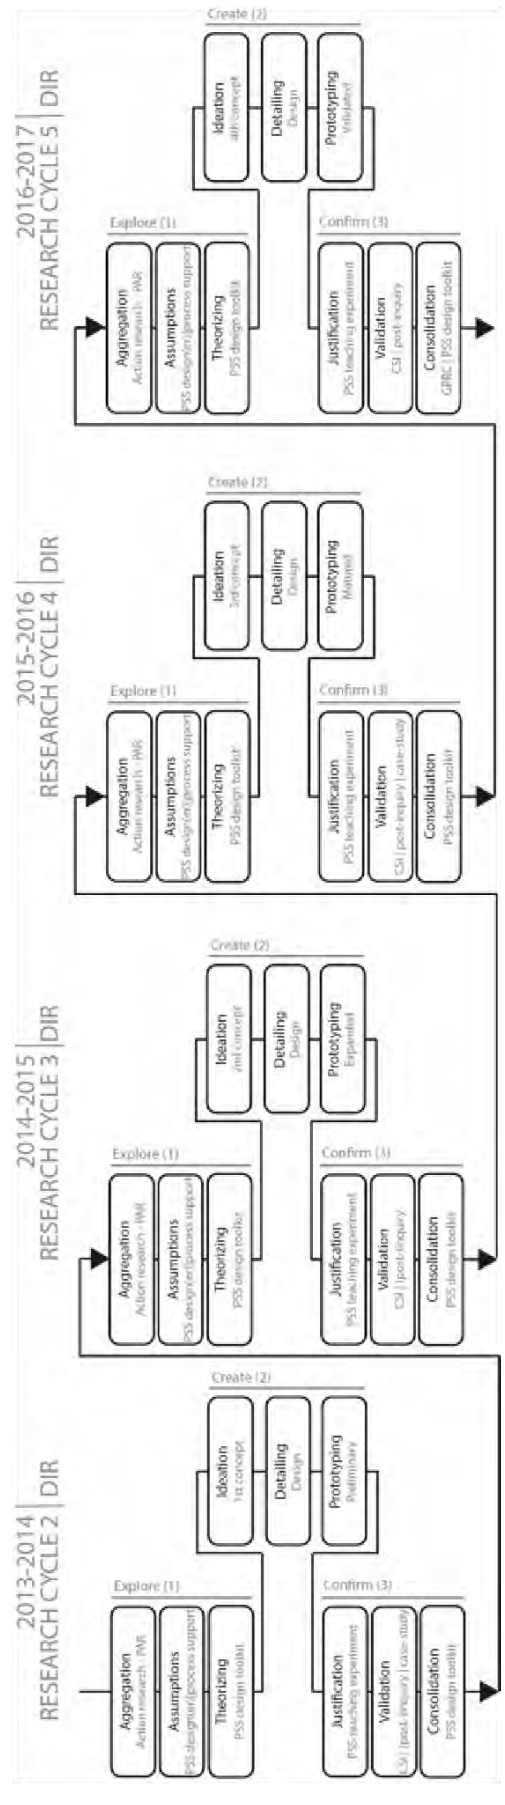 2013-2014
RESEARCH CYCLE 2 | DIR
Explore (1)
Aggregation
Action research - PAR
Assumptions
PSS design(er)|process support
Theorizing
PSS design toolkit
Create (2)
Ideation
1st concept
Detailing
Design
Prototyping
Preliminary
Confirm (3)
Justification
PSS teaching experiment
Validation
CSI | post-inquiry | case-study
Consolidation
PSS design toolkit
2014-2015
RESEARCH CYCLE 3 | DIR
Explore (1)
Aggregation
Action research - PAR
Assumptions
PSS design(er)|process support
Theorizing
PSS design toolkit
Create (2)
Ideation
2nd concept
Detailing
Design
Prototyping
Expanded
Confirm (3)
Justification
PSS teaching experiment
Validation
CSI | post-inquiry
Consolidation
PSS design toolkit
2015-2016
RESEARCH CYCLE 4 | DIR
Explore (1)
Aggregation
Action research - PAR
Assumptions
PSS design(er)|process support
Theorizing
PSS design toolkit
Create (2)
Ideation
3rd concept
Detailing
Design
Prototyping
Matured
Confirm (3)
Justification
PSS teaching experiment
Validation
CSI | post-inquiry | case-study
Consolidation
PSS design toolkit
2016-2017
RESEARCH CYCLE 5 | DIR
Explore (1)
Aggregation
Action research - PAR
Assumptions
PSS design(er)|process support
Theorizing
PSS design toolkit
Create (2)
Ideation
4th concept
Detailing
Design
Prototyping
Validated
Confirm (3)
Justification
PSS teaching experiment
Validation
CSI | post-inquiry
Consolidation
GPRC | PSS design toolkit